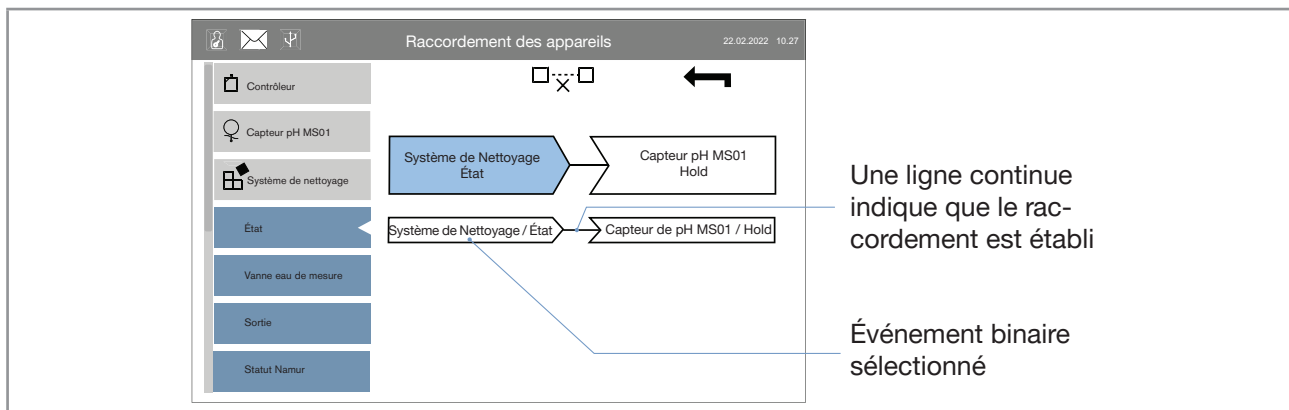 Raccordement des appareils
22.02.2022 10.27
Contrôleur
Capteur pH MS01
Système de nettoyage
État
Vanne eau de mesure
Sortie
Statut Namur
Système de Nettoyage
État
Capteur pH MS01
Hold
Système de Nettoyage / État
Capteur de pH MS01 / Hold
Une ligne continue
indique que le rac-
cordement est établi
Événement binaire
sélectionné